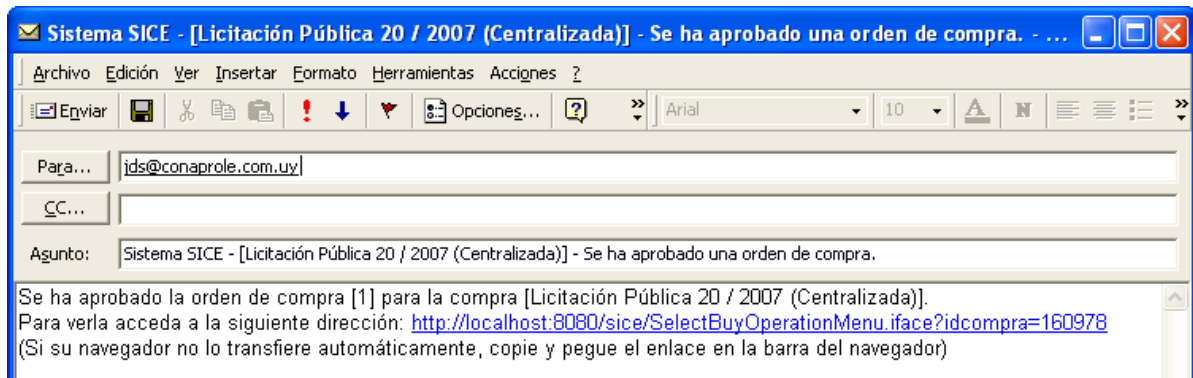 Sistema SICE - [Licitación Pública 20 / 2007 (Centralizada)] - Se ha aprobado una orden de compra. - ...
Archivo Edición Ver Insertar Formato Herramientas Acciones ?
Enviar Opciones... Arial 10 A N
Para... jds@conaprole.com.uy
CC...
Asunto: Sistema SICE - [Licitación Pública 20 / 2007 (Centralizada)] - Se ha aprobado una orden de compra.
Se ha aprobado la orden de compra [1] para la compra [Licitación Pública 20 / 2007 (Centralizada)].
Para verla acceda a la siguiente dirección: http://localhost:8080/sice/SelectBuyOperationMenu.iface?idcompra=160978
(Si su navegador no lo transfiere automáticamente, copie y pegue el enlace en la barra del navegador)